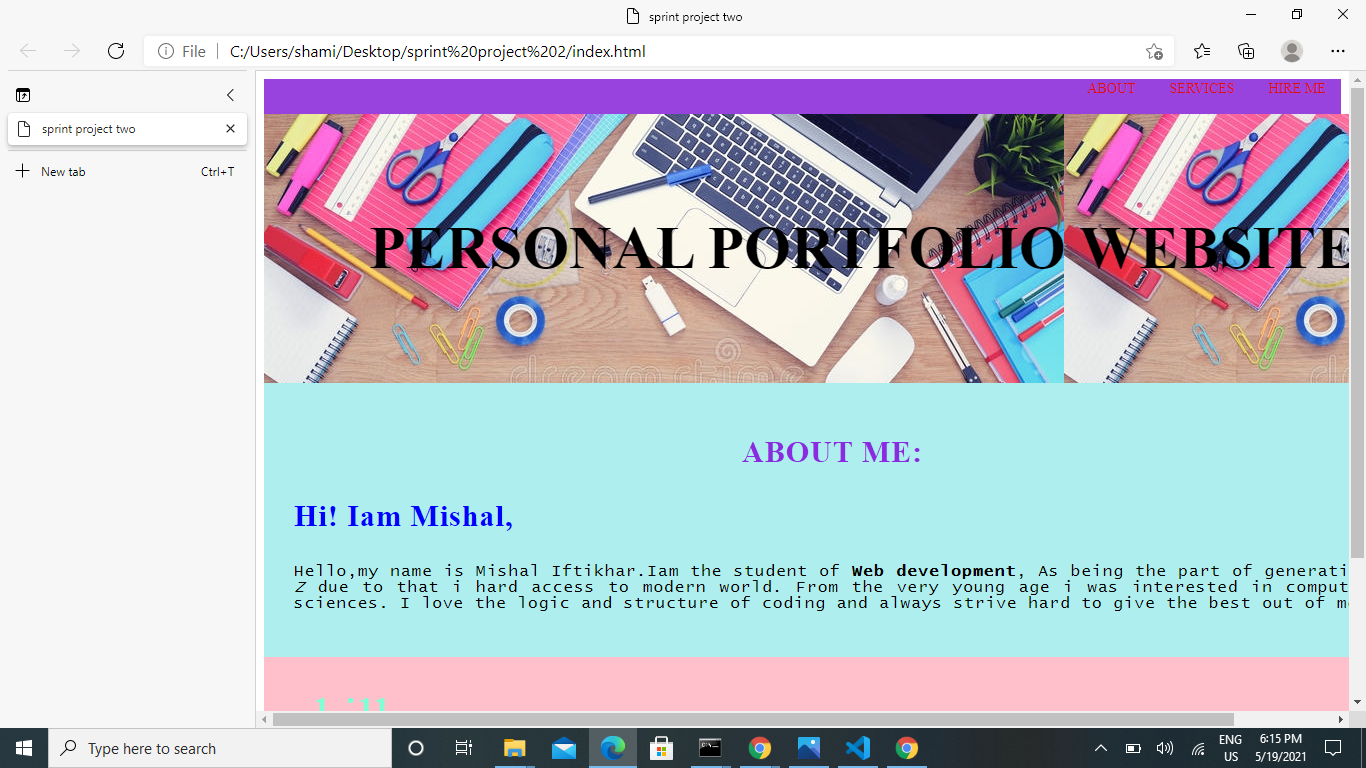 sprint project two
File | C:/Users/shami/Desktop/sprint%20project%202/index.html
sprint project two
New tab Ctrl+T
ABOUT SERVICES HIRE ME
PERSONAL PORTFOLIO WEBSITE
dreamstime
ABOUT ME:
Hi! Iam Mishal,
Hello,my name is Mishal Iftikhar.Iam the student of Web development, As being the part of generati
Z due to that i hard access to modern world. From the very young age i was interested in comput
sciences. I love the logic and structure of coding and always strive hard to give the best out of m
Type here to search
ENG 6:15 PM
US 5/19/2021